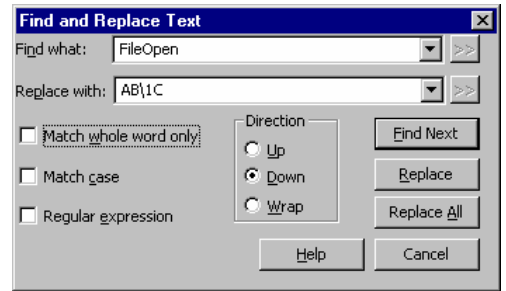 Find and Replace Text
Find what: FileOpen >>
Replace with: AB\1C >>
Match whole word only
Match case
Regular expression
Direction
Up
Down
Wrap
Find Next
Replace
Replace All
Help Cancel